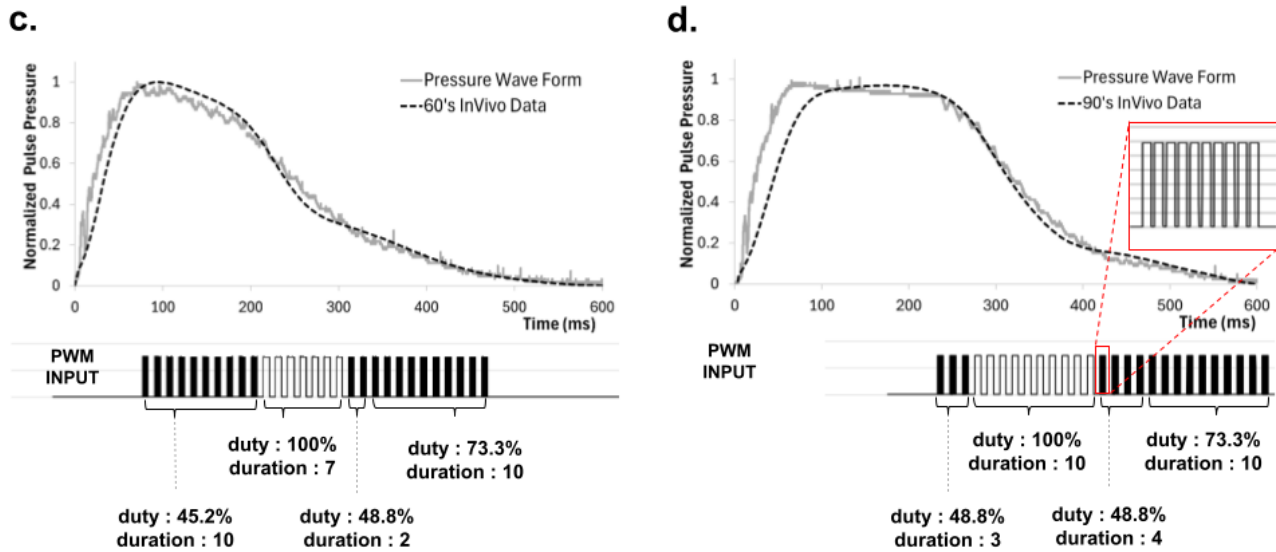 c.
Normalized Pulse Pressure
1
0.8
0.6
0.4
0.2
0
Pressure Wave Form
60's InVivo Data
0
100
200
300
400
500
600
Time (ms)
PWM
INPUT
duty : 100%
duration : 7
duty : 73.3%
duration : 10
duty : 45.2%
duration : 10
duty : 48.8%
duration : 2
d.
Normalized Pulse Pressure
1
0.8
0.6
0.4
0.2
0
Pressure Wave Form
90's InVivo Data
0
100
200
300
400
500
600
Time (ms)
PWM
INPUT
duty : 100%
duration : 10
duty : 73.3%
duration : 10
duty : 48.8%
duration : 3
duty : 48.8%
duration : 4